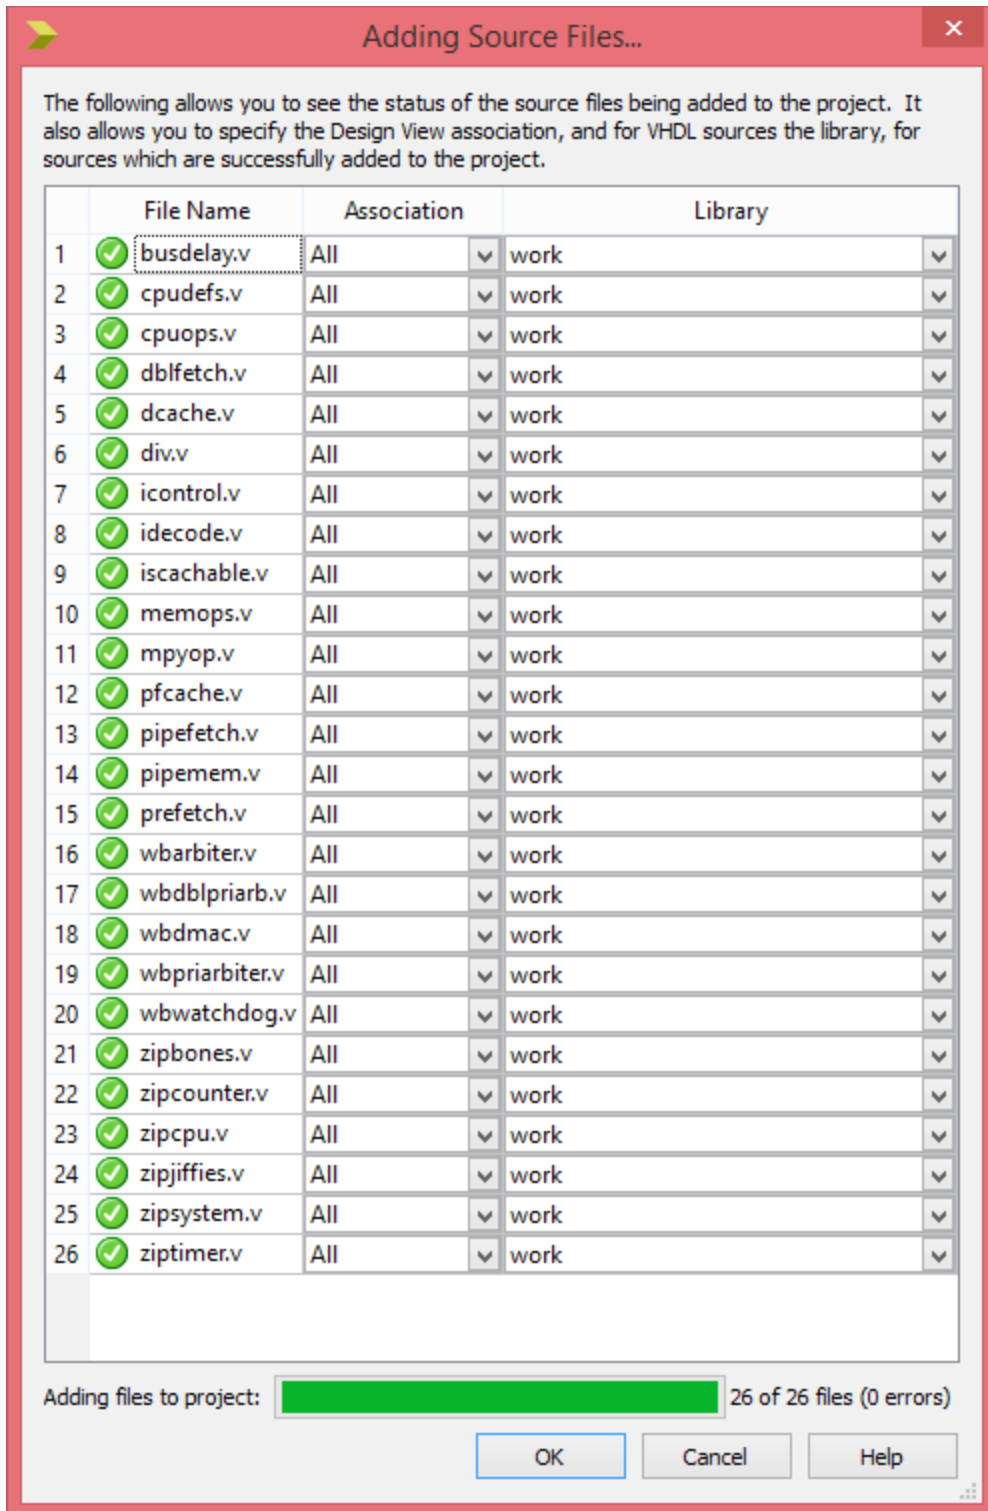 Adding Source Files...
The following allows you to see the status of the source files being added to the project. It
also allows you to specify the Design View association, and for VHDL sources the library, for
sources which are successfully added to the project.
File Name Association Library
1 busdelay.v All work
2 cpudefs.v All work
3 cpuops.v All work
4 dblfetch.v All work
5 dcache.v All work
6 div.v All work
7 icontrol.v All work
8 idecode.v All work
9 iscachable.v All work
10 memops.v All work
11 mpyop.v All work
12 pfcache.v All work
13 pipefetch.v All work
14 pipemem.v All work
15 prefetch.v All work
16 wbarbiter.v All work
17 wbdblpriarb.v All work
18 wbdmac.v All work
19 wbpriarbiter.v All work
20 wbwatchdog.v All work
21 zipbones.v All work
22 zipcounter.v All work
23 zipcpu.v All work
24 zipjiffies.v All work
25 zipsystem.v All work
26 ziptimer.v All work
Adding files to project: 26 of 26 files (0 errors)
OK Cancel Help